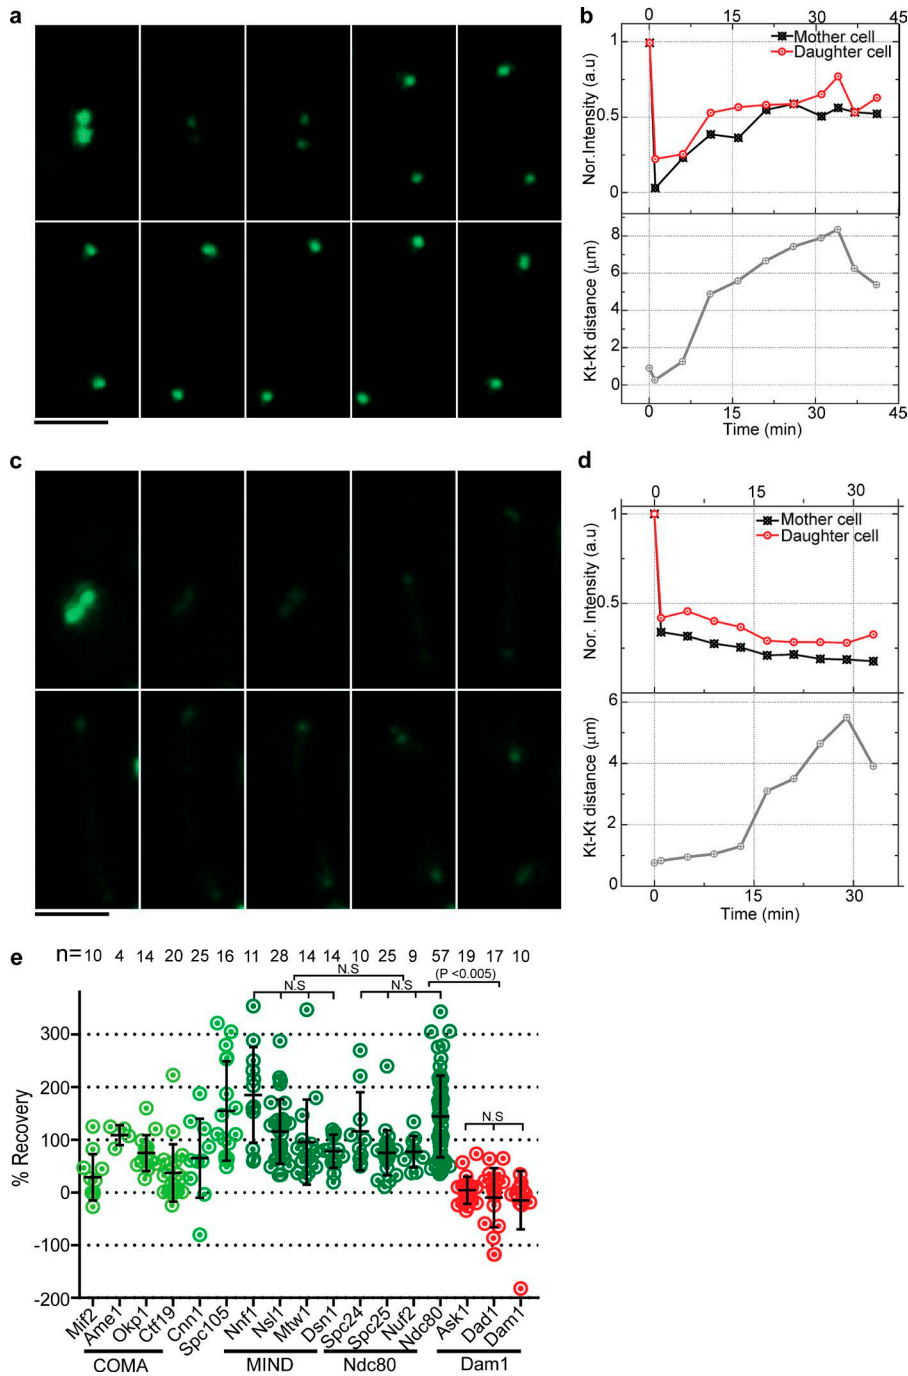 a
b
0 15 30 45
Mother cell
Daughter cell
Nor.Intensity (a.u)
1
0.5
0
Kt-Kt distance (μm)
8
6
4
2
0
0 15 30 45
Time (min)
c
d
0 15 30
Mother cell
Daughter cell
Nor. Intensity (a.u)
1
0.5
Kt-Kt distance (μm)
6
4
2
0
0 15 30
Time (min)
e
n= 10 4 14 20 25 16 11 28 14 14 10 25 9 57 19 17 10
N.S
(P <0.005)
N.S
N.S
N.S
% Recovery
300
200
100
0
-100
-200
Mif2 Ame1 Okp1 Ctf19 Cnn1 Spc105 Nnf1 Nsl1 Mtw1 Dsn1 Spc24 Spc25 Nuf2 Ndc80 Ask1 Dad1 Dam1
COMA MIND Ndc80 Dam1